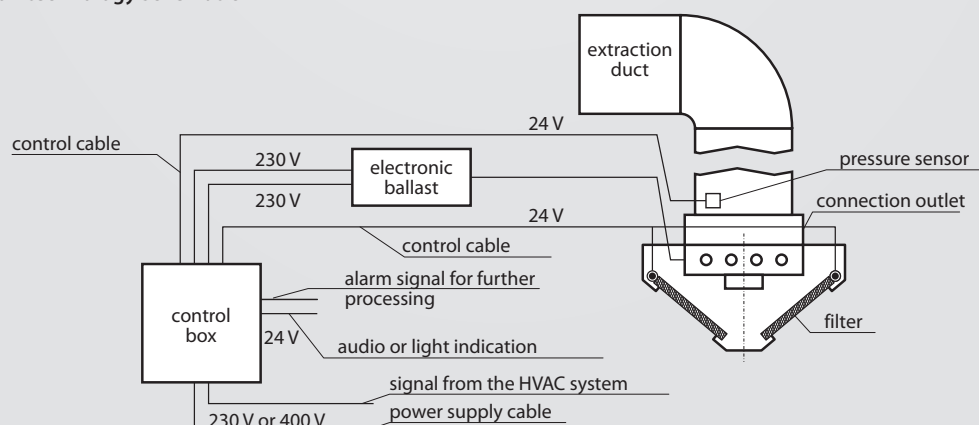 extraction
duct
24 V
control cable
230 V
electronic
ballast
pressure sensor
230 V
connection outlet
24 V
control cable
alarm signal for further
processing
control
box
24 V
filter
audio or light indication
signal from the HVAC system
230 V or 400 V
power supply cable